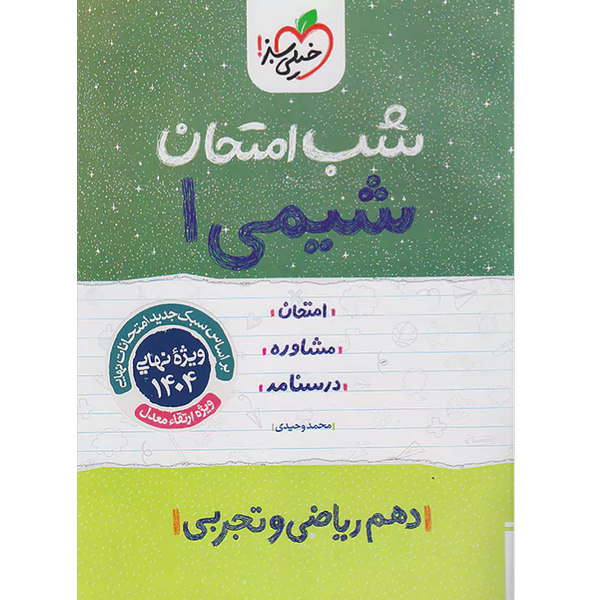 خیلی سبز!
شب امتحان
شیمی ۱
امتحان
مشاوره
درسنامه
محمد وحیدی
بر اساس سبک جدید امتحانات نهایی
ویژهٔ نهایی
۱۴۰۴
ویژه ارتقاء معدل
دهم ریاضی و تجربی